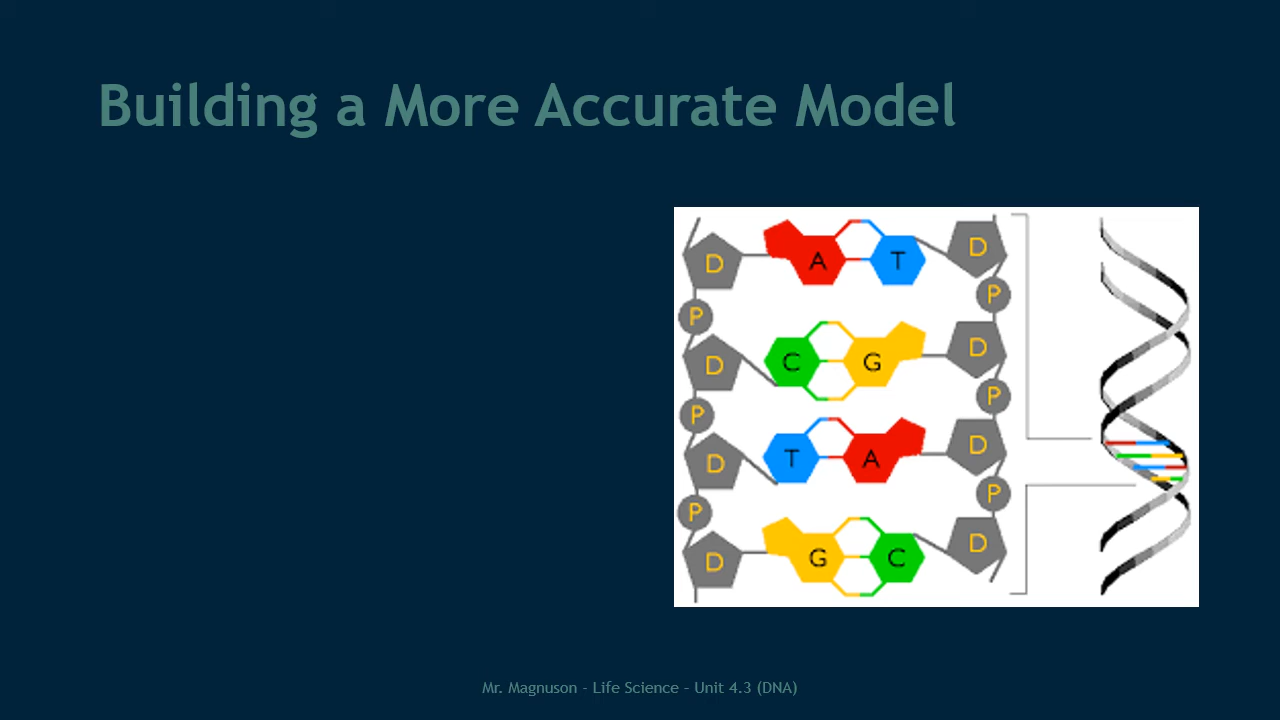 Building a More Accurate Model
D A T D
P P
D C G D
P P
D T A D
P P
D G C D
Mr. Magnuson - Life Science - Unit 4.3 (DNA)